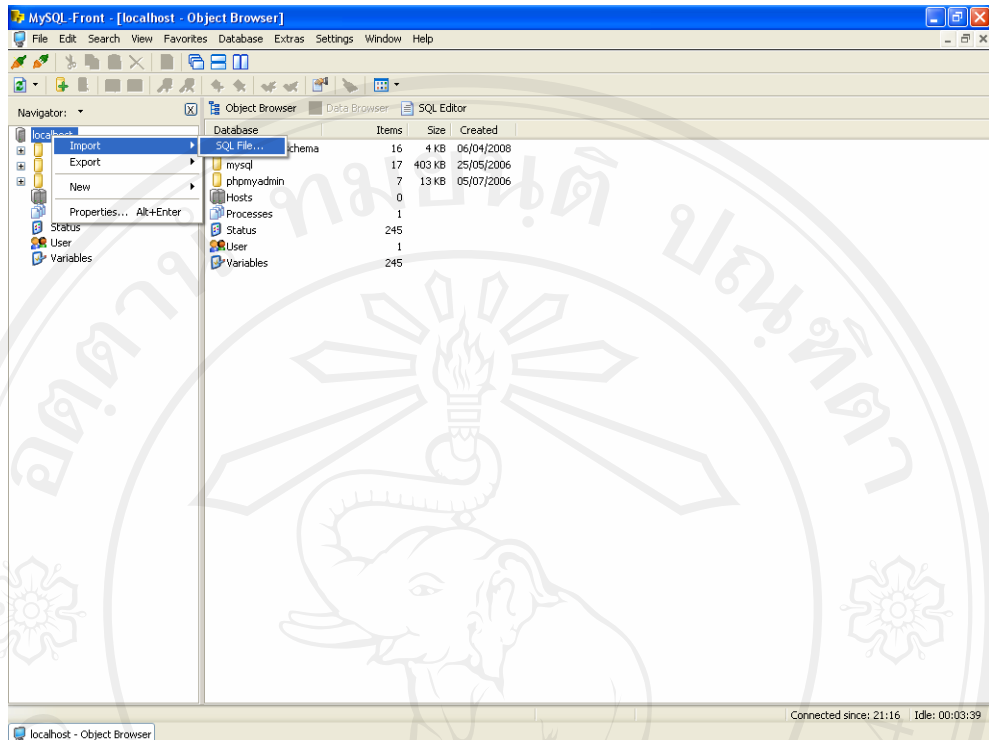 MySQL-Front - [localhost - Object Browser]
File Edit Search View Favorites Database Extras Settings Window Help
Navigator:
Object Browser Data Browser SQL Editor
localhost
Database Items Size Created
Import
SQL File...
chema 16 4 KB 06/04/2008
Export
mysql 17 403 KB 25/05/2006
phpmyadmin 7 13 KB 05/07/2006
New
Hosts 0
Properties... Alt+Enter
Processes 1
Status
Status 245
User
User 1
Variables
Variables 245
Connected since: 21:16 Idle: 00:03:39
localhost - Object Browser